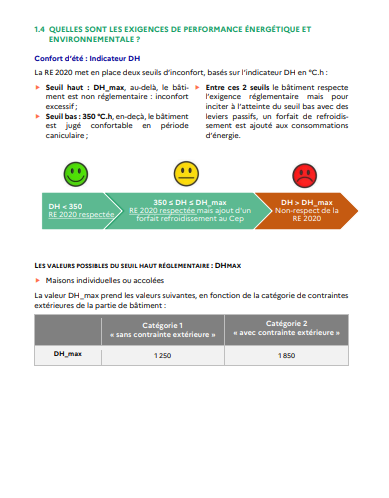 1.4 QUELLES SONT LES EXIGENCES DE PERFORMANCE ÉNERGÉTIQUE ET
ENVIRONNEMENTALE ?
Confort d'été : Indicateur DH
La RE 2020 met en place deux seuils d'inconfort, basés sur l'indicateur DH en °C.h :
Seuil haut : DH_max, au-delà, le bâti-
ment est non réglementaire : inconfort
excessif ;
Seuil bas : 350 °C.h, en-deçà, le bâtiment
est jugé confortable en période
caniculaire ;
Entre ces 2 seuils le bâtiment respecte
l'exigence réglementaire mais pour
inciter à l'atteinte du seuil bas avec des
leviers passifs, un forfait de refroidis-
sement est ajouté aux consommations
d'énergie.
DH < 350
RE 2020 respectée
350 ≤ DH ≤ DH_max
RE 2020 respectée mais ajout d'un
forfait refroidissement au Cep
DH > DH_max
Non-respect de la
RE 2020
LES VALEURS POSSIBLES DU SEUIL HAUT RÉGLEMENTAIRE : DHMAX
Maisons individuelles ou accolées
La valeur DH_max prend les valeurs suivantes, en fonction de la catégorie de contraintes
extérieures de la partie de bâtiment :
Catégorie 1
« sans contrainte extérieure »
Catégorie 2
« avec contrainte extérieure »
DH_max
1 250
1 850